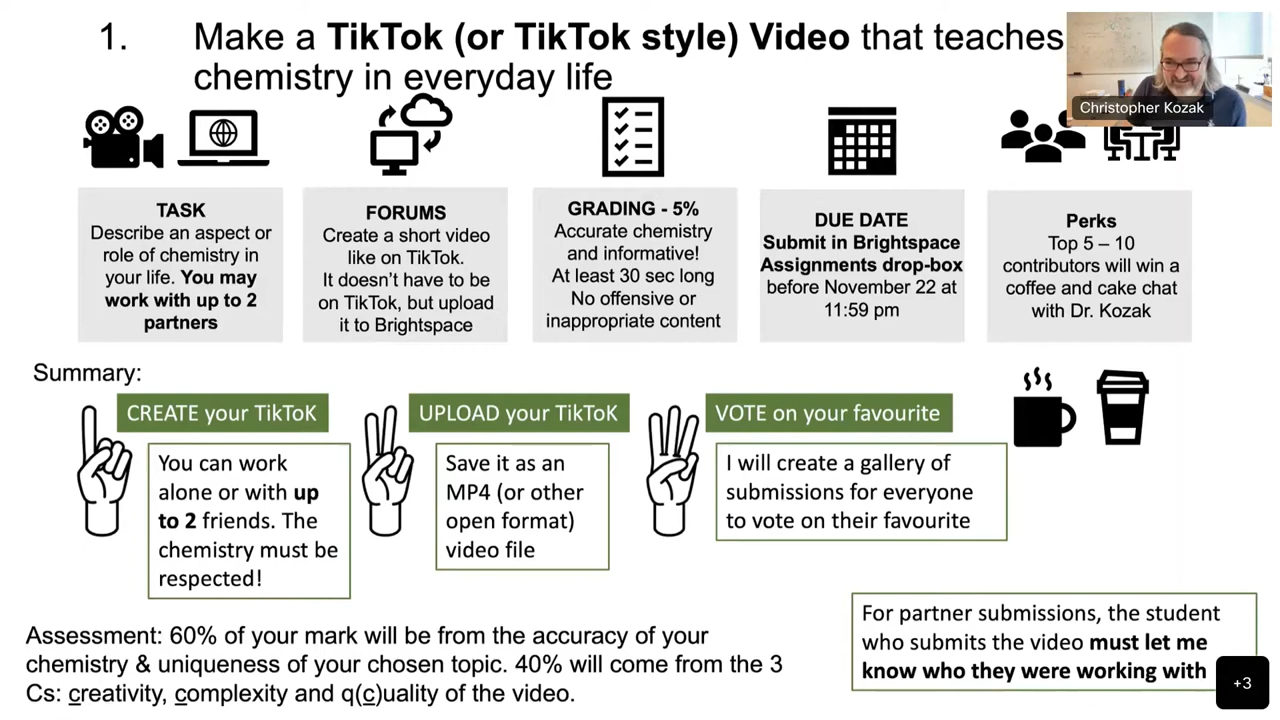 1. Make a TikTok (or TikTok style) Video that teaches
chemistry in everyday life
Christopher Kozak
TASK
Describe an aspect or
role of chemistry in
your life. You may
work with up to 2
partners
FORUMS
Create a short video
like on TikTok.
It doesn't have to be
on TikTok, but upload
it to Brightspace
GRADING - 5%
Accurate chemistry
and informative!
At least 30 sec long
No offensive or
inappropriate content
DUE DATE
Submit in Brightspace
Assignments drop-box
before November 22 at
11:59 pm
Perks
Top 5 – 10
contributors will win a
coffee and cake chat
with Dr. Kozak
Summary:
CREATE your TikToK
You can work
alone or with up
to 2 friends. The
chemistry must be
respected!
UPLOAD your TikToK
Save it as an
MP4 (or other
open format)
video file
VOTE on your favourite
I will create a gallery of
submissions for everyone
to vote on their favourite
Assessment: 60% of your mark will be from the accuracy of your
chemistry & uniqueness of your chosen topic. 40% will come from the 3
Cs: creativity, complexity and q(c)uality of the video.
For partner submissions, the student
who submits the video must let me
know who they were working with
+3